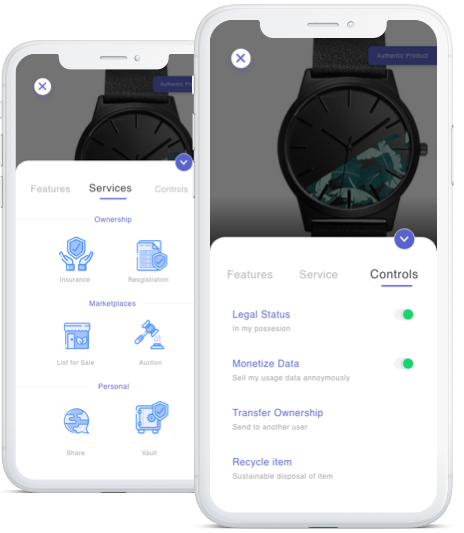 Authentic Pr
Features Services Controls
Ownership
Insurance Resgistration
Marketplaces
List for Sale Auction
Personal
Share Vault
Authentic Product
Features Service Controls
Legal Status
In my possesion
Monetize Data
Sell my usage data annoymously
Transfer Ownership
Send to another user
Recycle item
Sustainable disposal of item